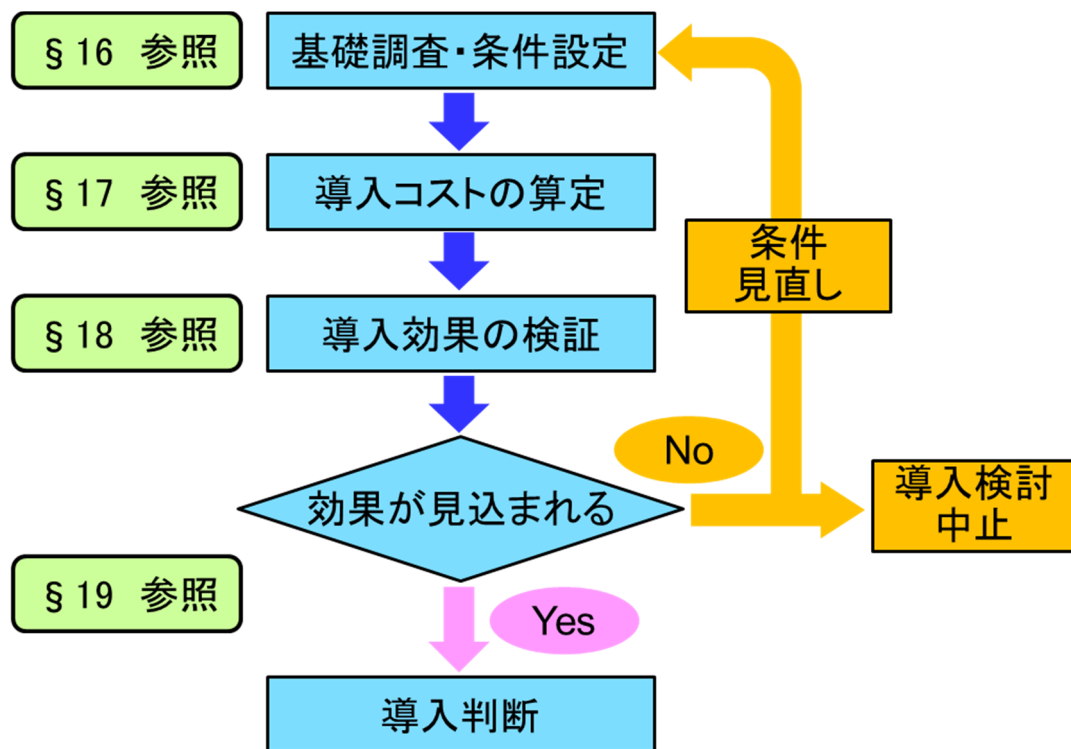 §16 参照
基礎調査・条件設定
§17 参照
導入コストの算定
条件
見直し
§18 参照
導入効果の検証
No
効果が見込まれる
導入検討
中止
§19 参照
Yes
導入判断